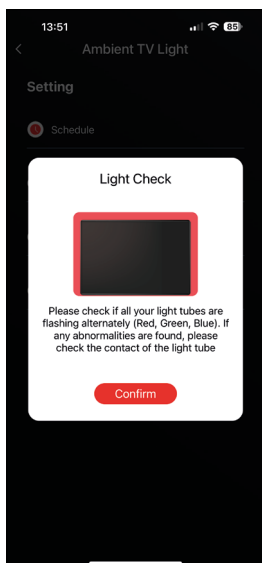 13:51
85
Ambient TV Light
Setting
Schedule
Light Check
Please check if all your light tubes are
flashing alternately (Red, Green, Blue). If
any abnormalities are found, please
check the contact of the light tube
Confirm